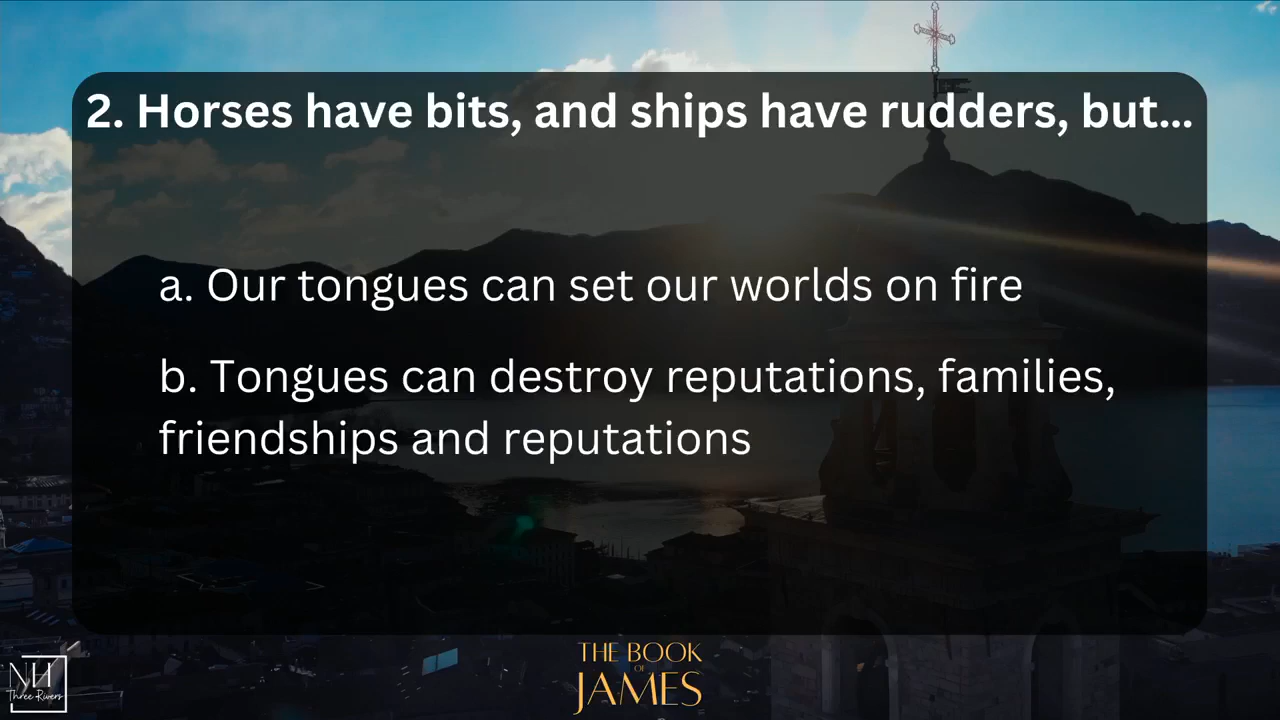 2. Horses have bits, and ships have rudders, but...
a. Our tongues can set our worlds on fire
b. Tongues can destroy reputations, families,
friendships and reputations
NH
Three Rivers
THE BOOK
OF
JAMES